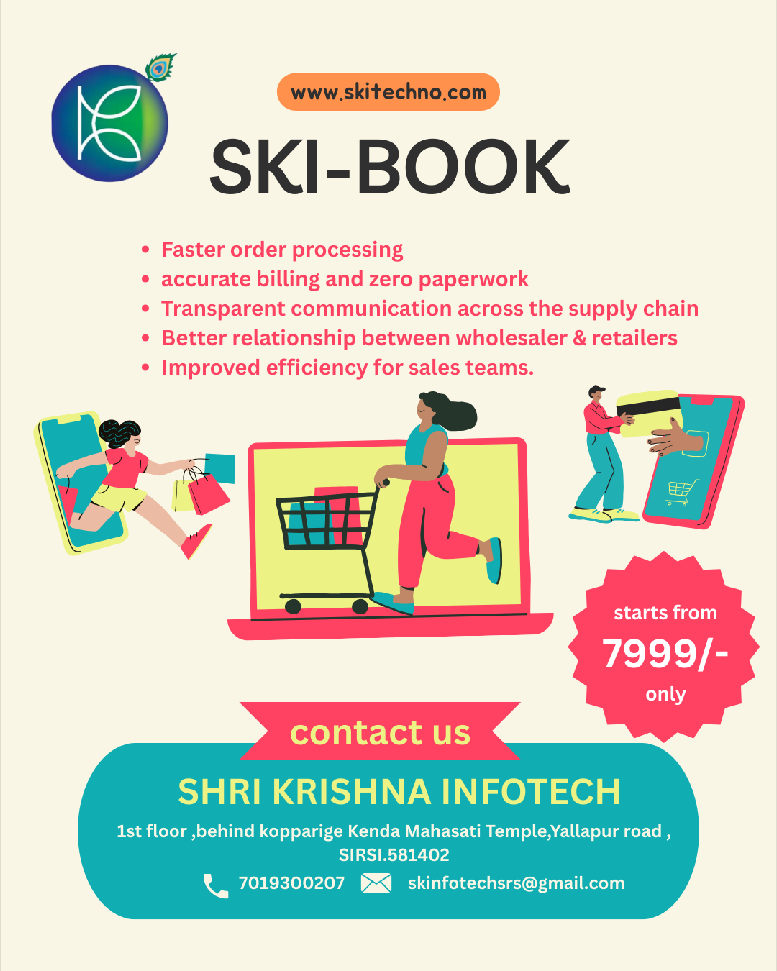 www.skitechno.com
SKI-BOOK
• Faster order processing
• accurate billing and zero paperwork
• Transparent communication across the supply chain
• Better relationship between wholesaler & retailers
• Improved efficiency for sales teams.
starts from
7999/-
only
contact us
SHRI KRISHNA INFOTECH
1st floor ,behind kopparige Kenda Mahasati Temple,Yallapur road ,
SIRSI.581402
7019300207 skinfotechsrs@gmail.com